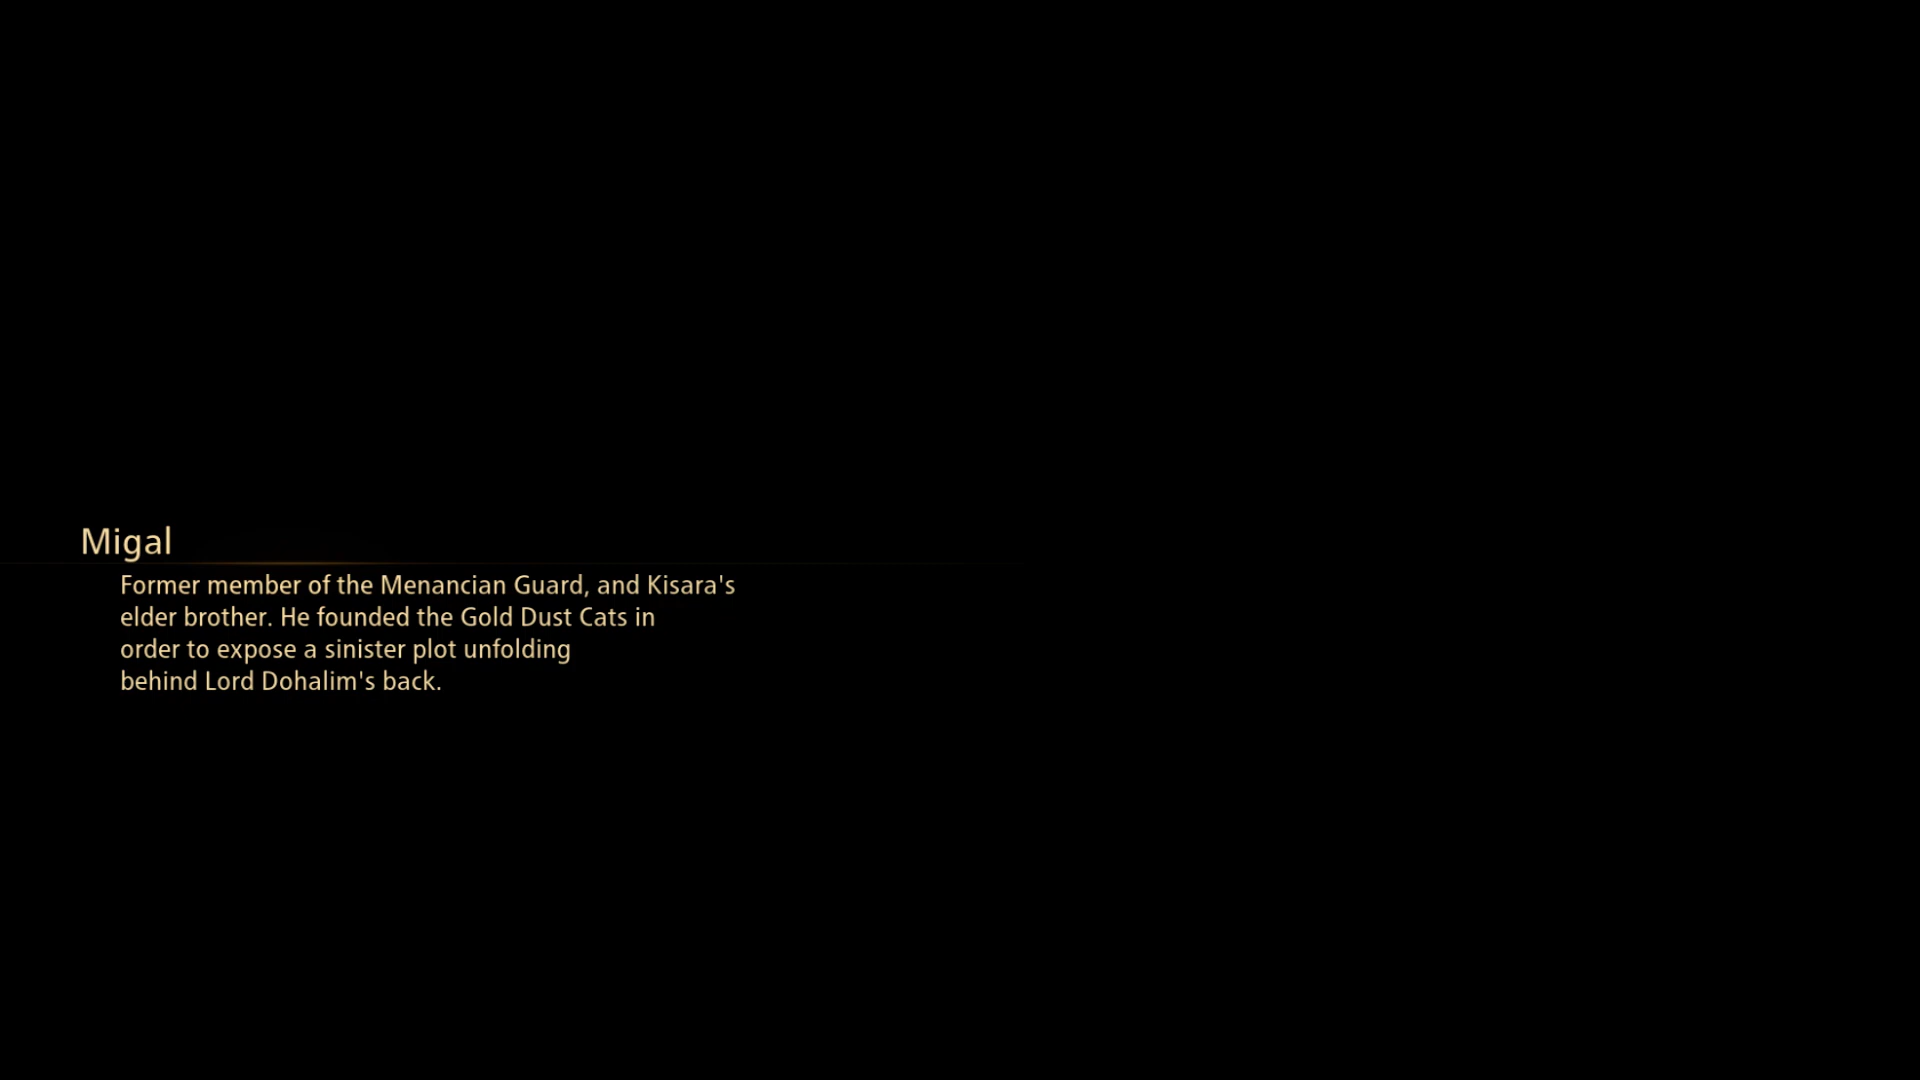 Migal
Former member of the Menancian Guard, and Kisara's
elder brother. He founded the Gold Dust Cats in
order to expose a sinister plot unfolding
behind Lord Dohalim's back.